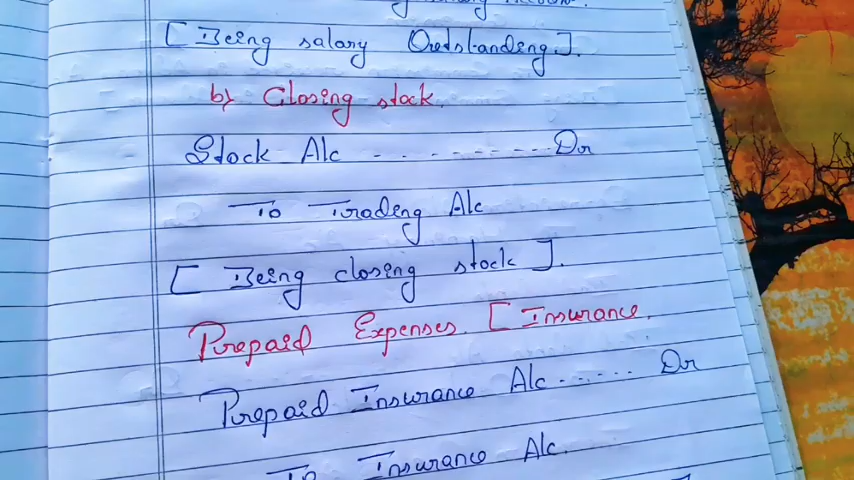 [ Being salary Outstanding ].
b) Closing stock.
Stock A/c - - - - - - - - - - Dr
To Trading A/c
[ Being closing stock ].
Prepaid Expenses. [ Insurance.
Prepaid Insurance A/c - - - - - Dr
To Insurance A/c.